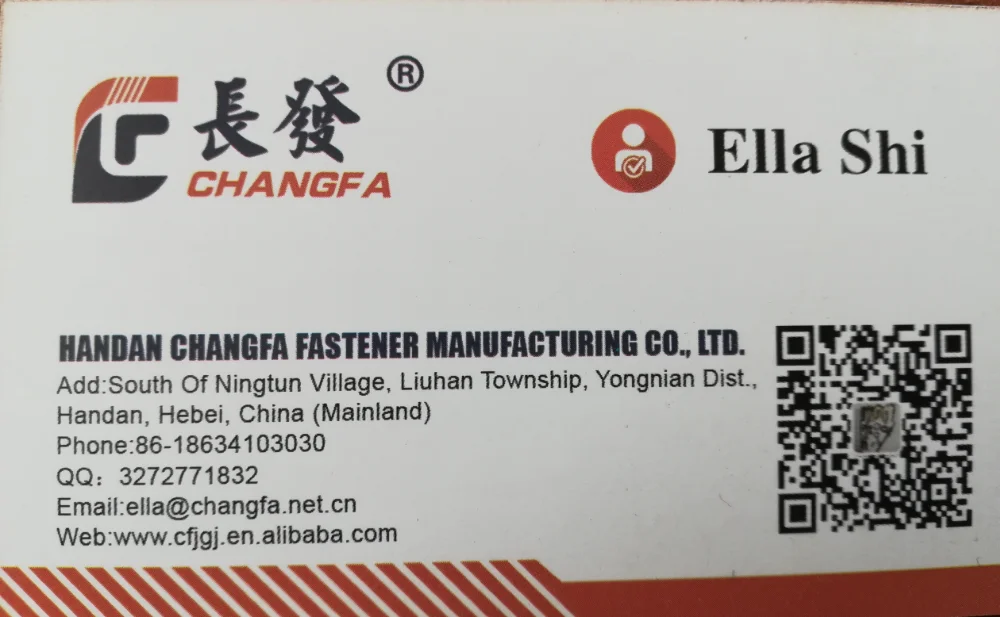 長發®
CHANGFA
Ella Shi
HANDAN CHANGFA FASTENER MANUFACTURING CO., LTD.
Add:South Of Ningtun Village, Liuhan Township, Yongnian Dist.,
Handan, Hebei, China (Mainland)
Phone:86-18634103030
QQ：3272771832
Email:ella@changfa.net.cn
Web:www.cfjgj.en.alibaba.com